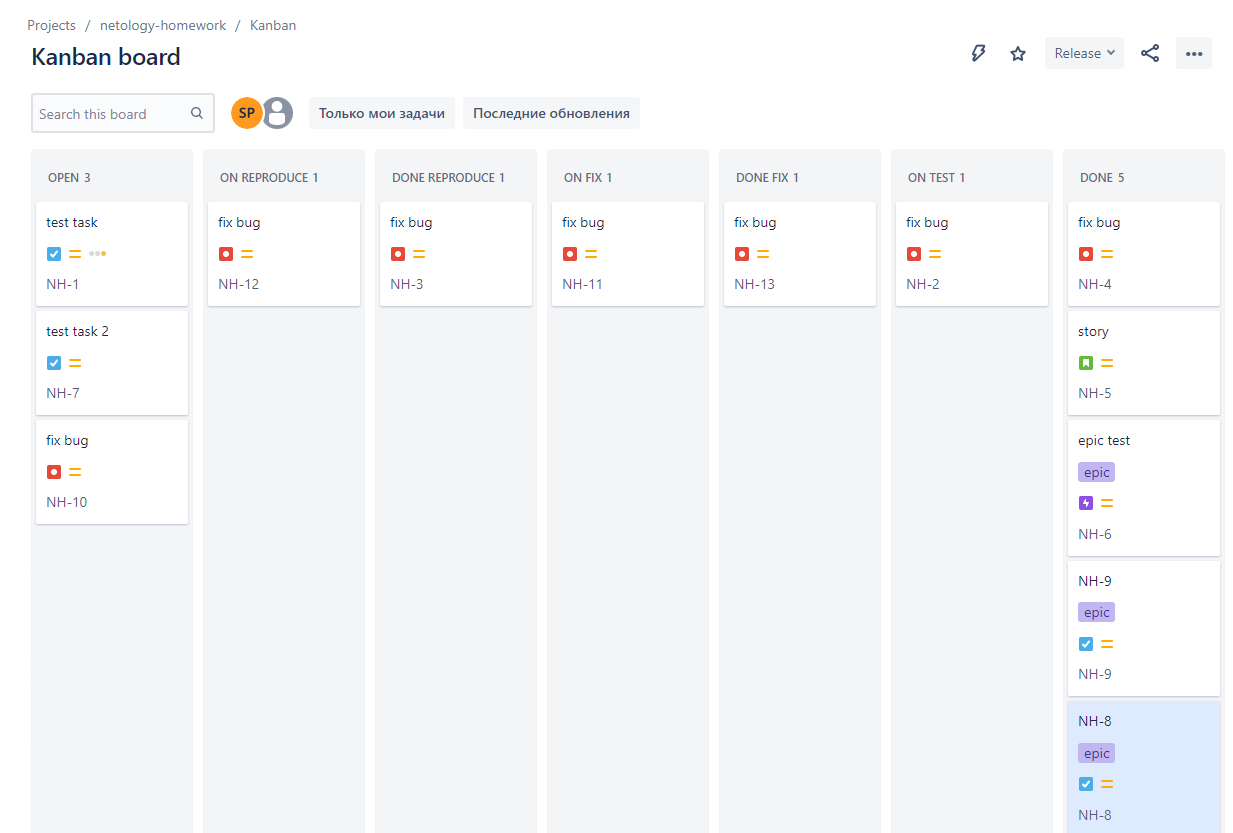 Projects / netology-homework / Kanban
Kanban board
Release
Search this board
SP
Только мои задачи
Последние обновления
OPEN 3
test task
NH-1
test task 2
NH-7
fix bug
NH-10
ON REPRODUCE 1
fix bug
NH-12
DONE REPRODUCE 1
fix bug
NH-3
ON FIX 1
fix bug
NH-11
DONE FIX 1
fix bug
NH-13
ON TEST 1
fix bug
NH-2
DONE 5
fix bug
NH-4
story
NH-5
epic test
epic
NH-6
NH-9
epic
NH-9
NH-8
epic
NH-8